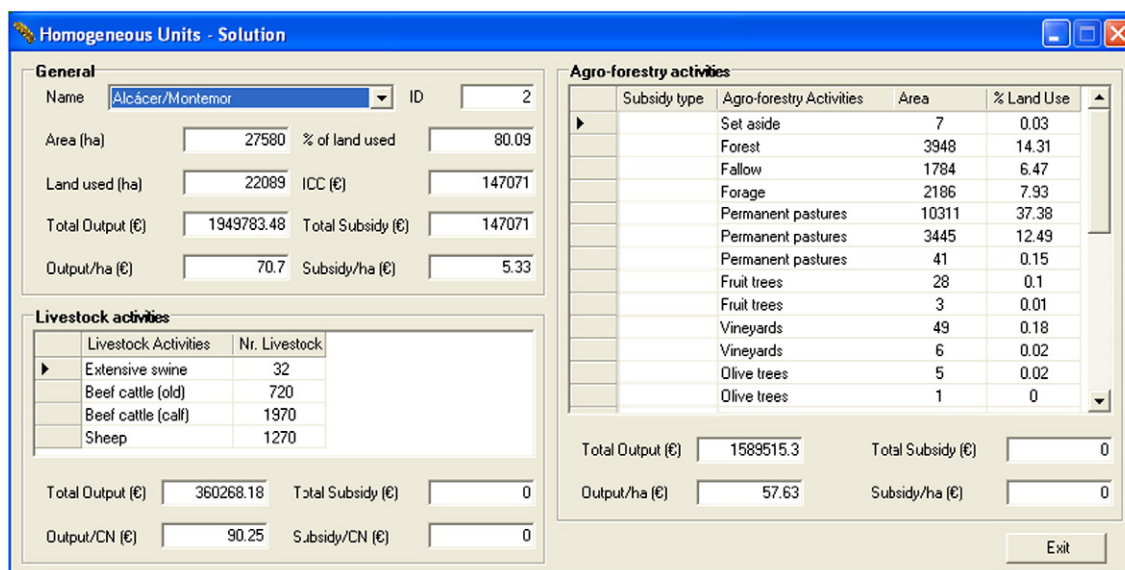 Homogeneous Units - Solution
General
Name Alcácer/Montemor ID 2
Area (ha) 27580 % of land used 80.09
Land used (ha) 22089 ICC (€) 147071
Total Output (€) 1949783.48 Total Subsidy (€) 147071
Output/ha (€) 70.7 Subsidy/ha (€) 5.33
Livestock activities
Livestock Activities Nr. Livestock
Extensive swine 32
Beef cattle (old) 720
Beef cattle (calf) 1970
Sheep 1270
Total Output (€) 360268.18 Total Subsidy (€) 0
Output/CN (€) 90.25 Subsidy/CN (€) 0
Agro-forestry activities
Subsidy type Agro-forestry Activities Area % Land Use
Set aside 7 0.03
Forest 3948 14.31
Fallow 1784 6.47
Forage 2186 7.93
Permanent pastures 10311 37.38
Permanent pastures 3445 12.49
Permanent pastures 41 0.15
Fruit trees 28 0.1
Fruit trees 3 0.01
Vineyards 49 0.18
Vineyards 6 0.02
Olive trees 5 0.02
Olive trees 1 0
Total Output (€) 1589515.3 Total Subsidy (€) 0
Output/ha (€) 57.63 Subsidy/ha (€) 0
Exit